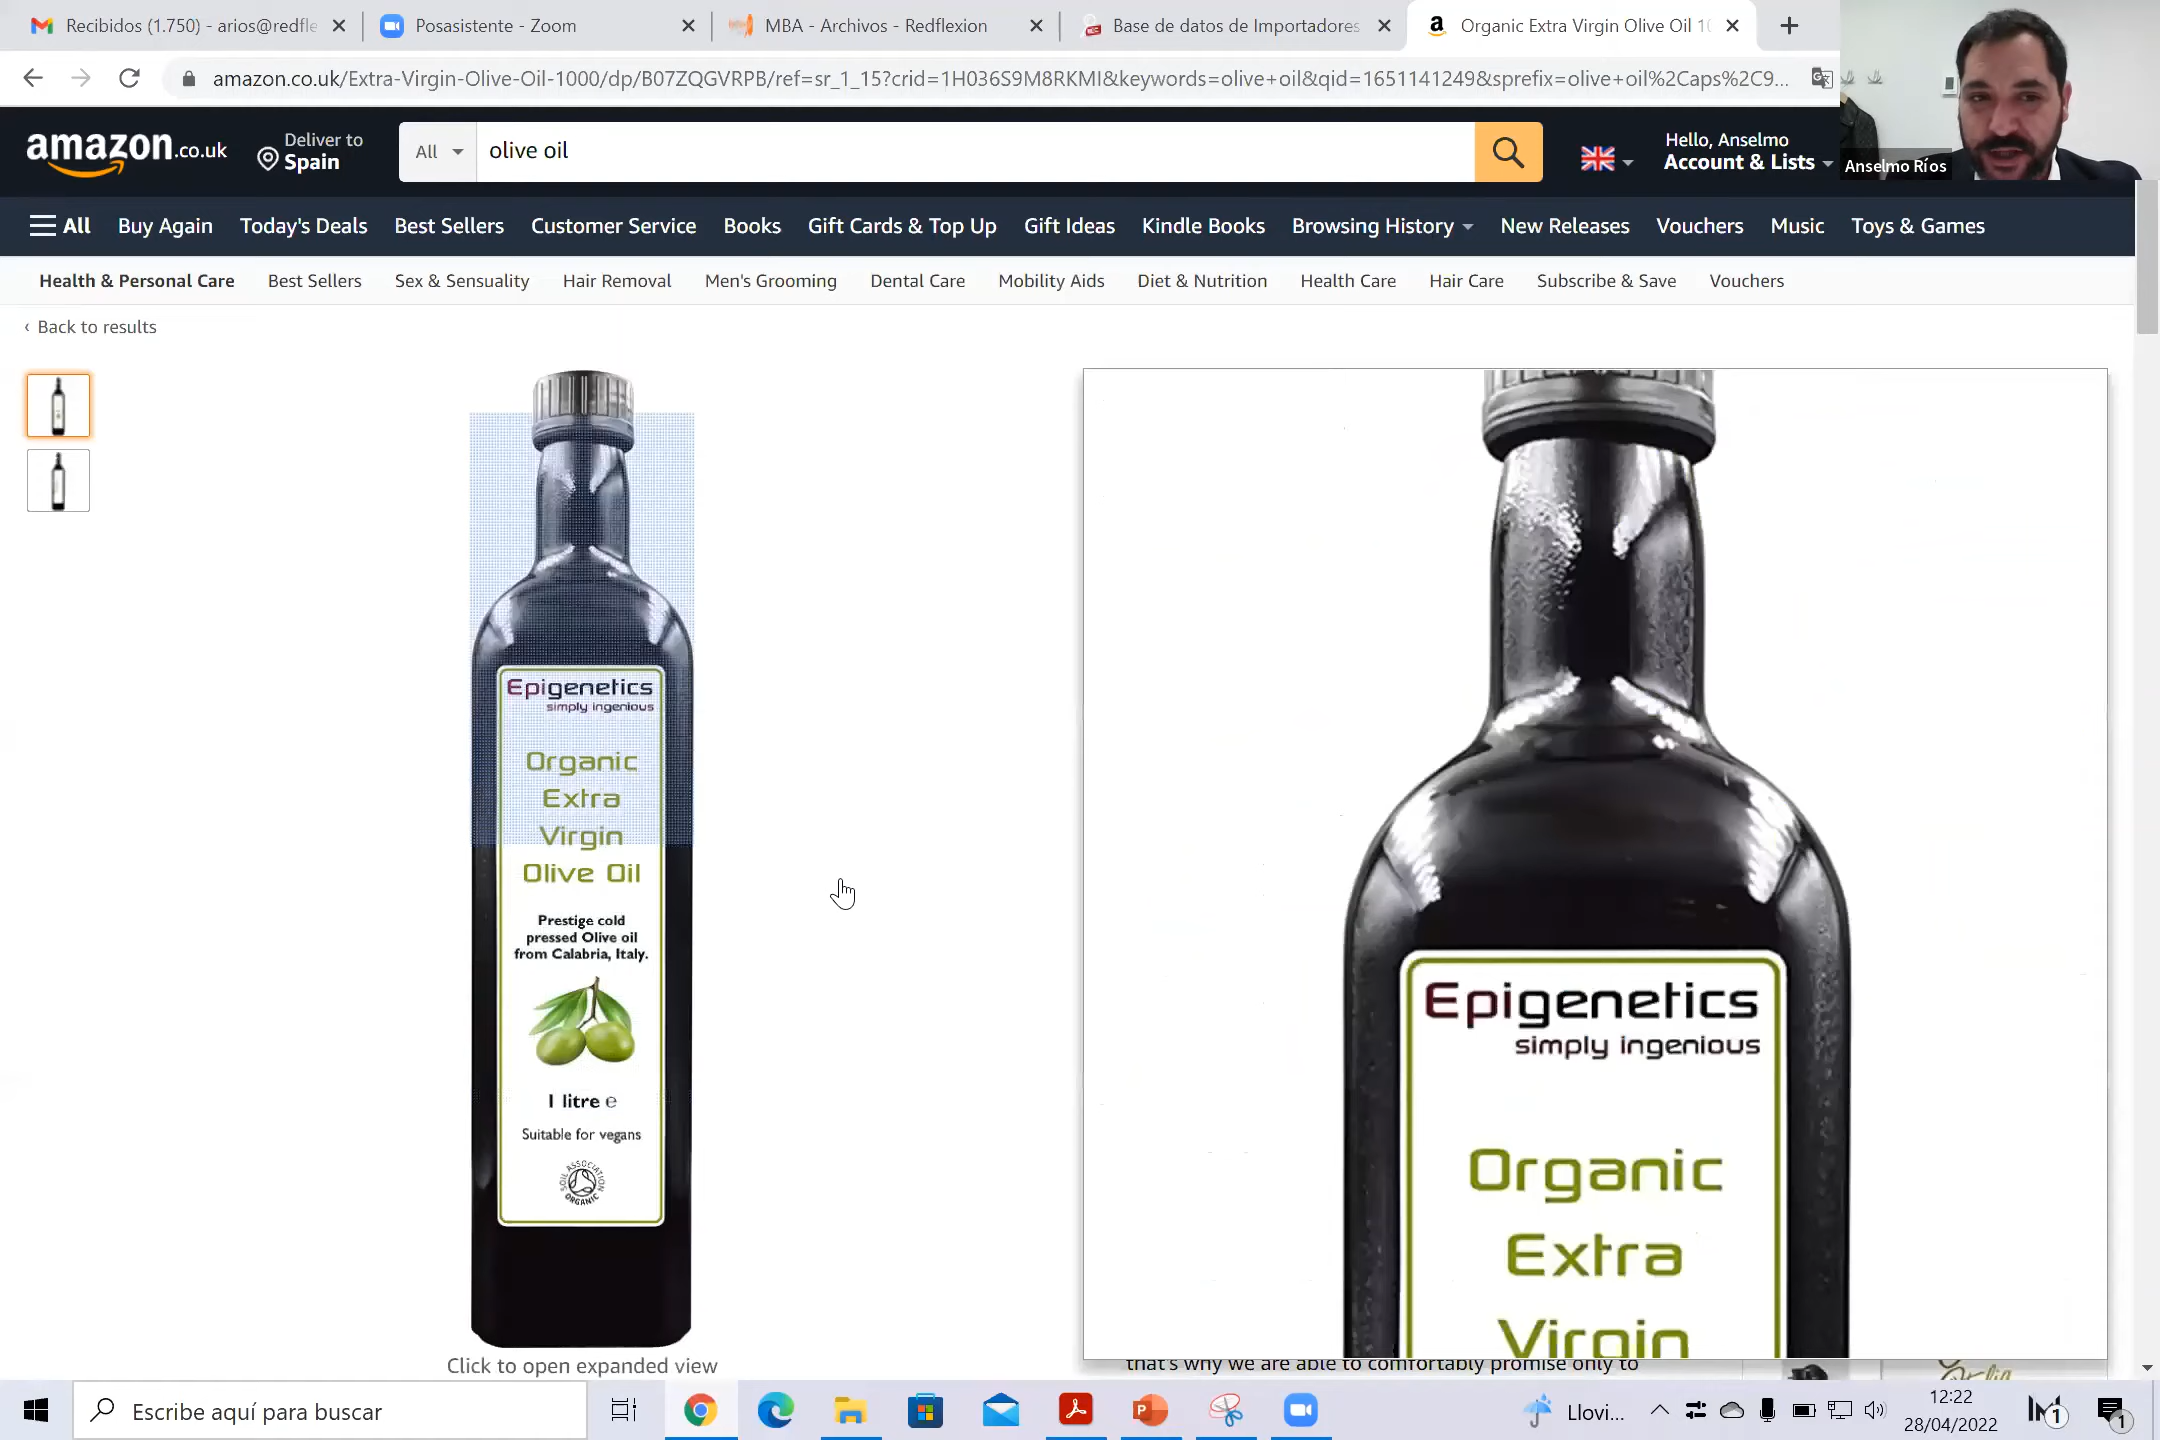 Recibidos (1.750) - arios@redfle
Posasistente - Zoom
MBA - Archivos - Redflexion
Base de datos de Importadores
Organic Extra Virgin Olive Oil 10
amazon.co.uk/Extra-Virgin-Olive-Oil-1000/dp/B07ZQGVRPB/ref=sr_1_15?crid=1H036S9M8RKMI&keywords=olive+oil&qid=1651141249&sprefix=olive+oil%2Caps%2C9...
amazon.co.uk
Deliver to
Spain
All
olive oil
Hello, Anselmo
Account & Lists
Anselmo Ríos
All
Buy Again
Today's Deals
Best Sellers
Customer Service
Books
Gift Cards & Top Up
Gift Ideas
Kindle Books
Browsing History
New Releases
Vouchers
Music
Toys & Games
Health & Personal Care
Best Sellers
Sex & Sensuality
Hair Removal
Men's Grooming
Dental Care
Mobility Aids
Diet & Nutrition
Health Care
Hair Care
Subscribe & Save
Vouchers
‹ Back to results
Epigenetics
simply ingenious
Organic
Extra
Virgin
Olive Oil
Prestige cold
pressed Olive oil
from Calabria, Italy.
1 litre e
Suitable for vegans
SOIL ASSOCIATION
ORGANIC
Click to open expanded view
Epigenetics
simply ingenious
Organic
Extra
Virgin
that's why we are able to comfortably promise only to
Escribe aquí para buscar
Llovi...
12:22
28/04/2022
1
1